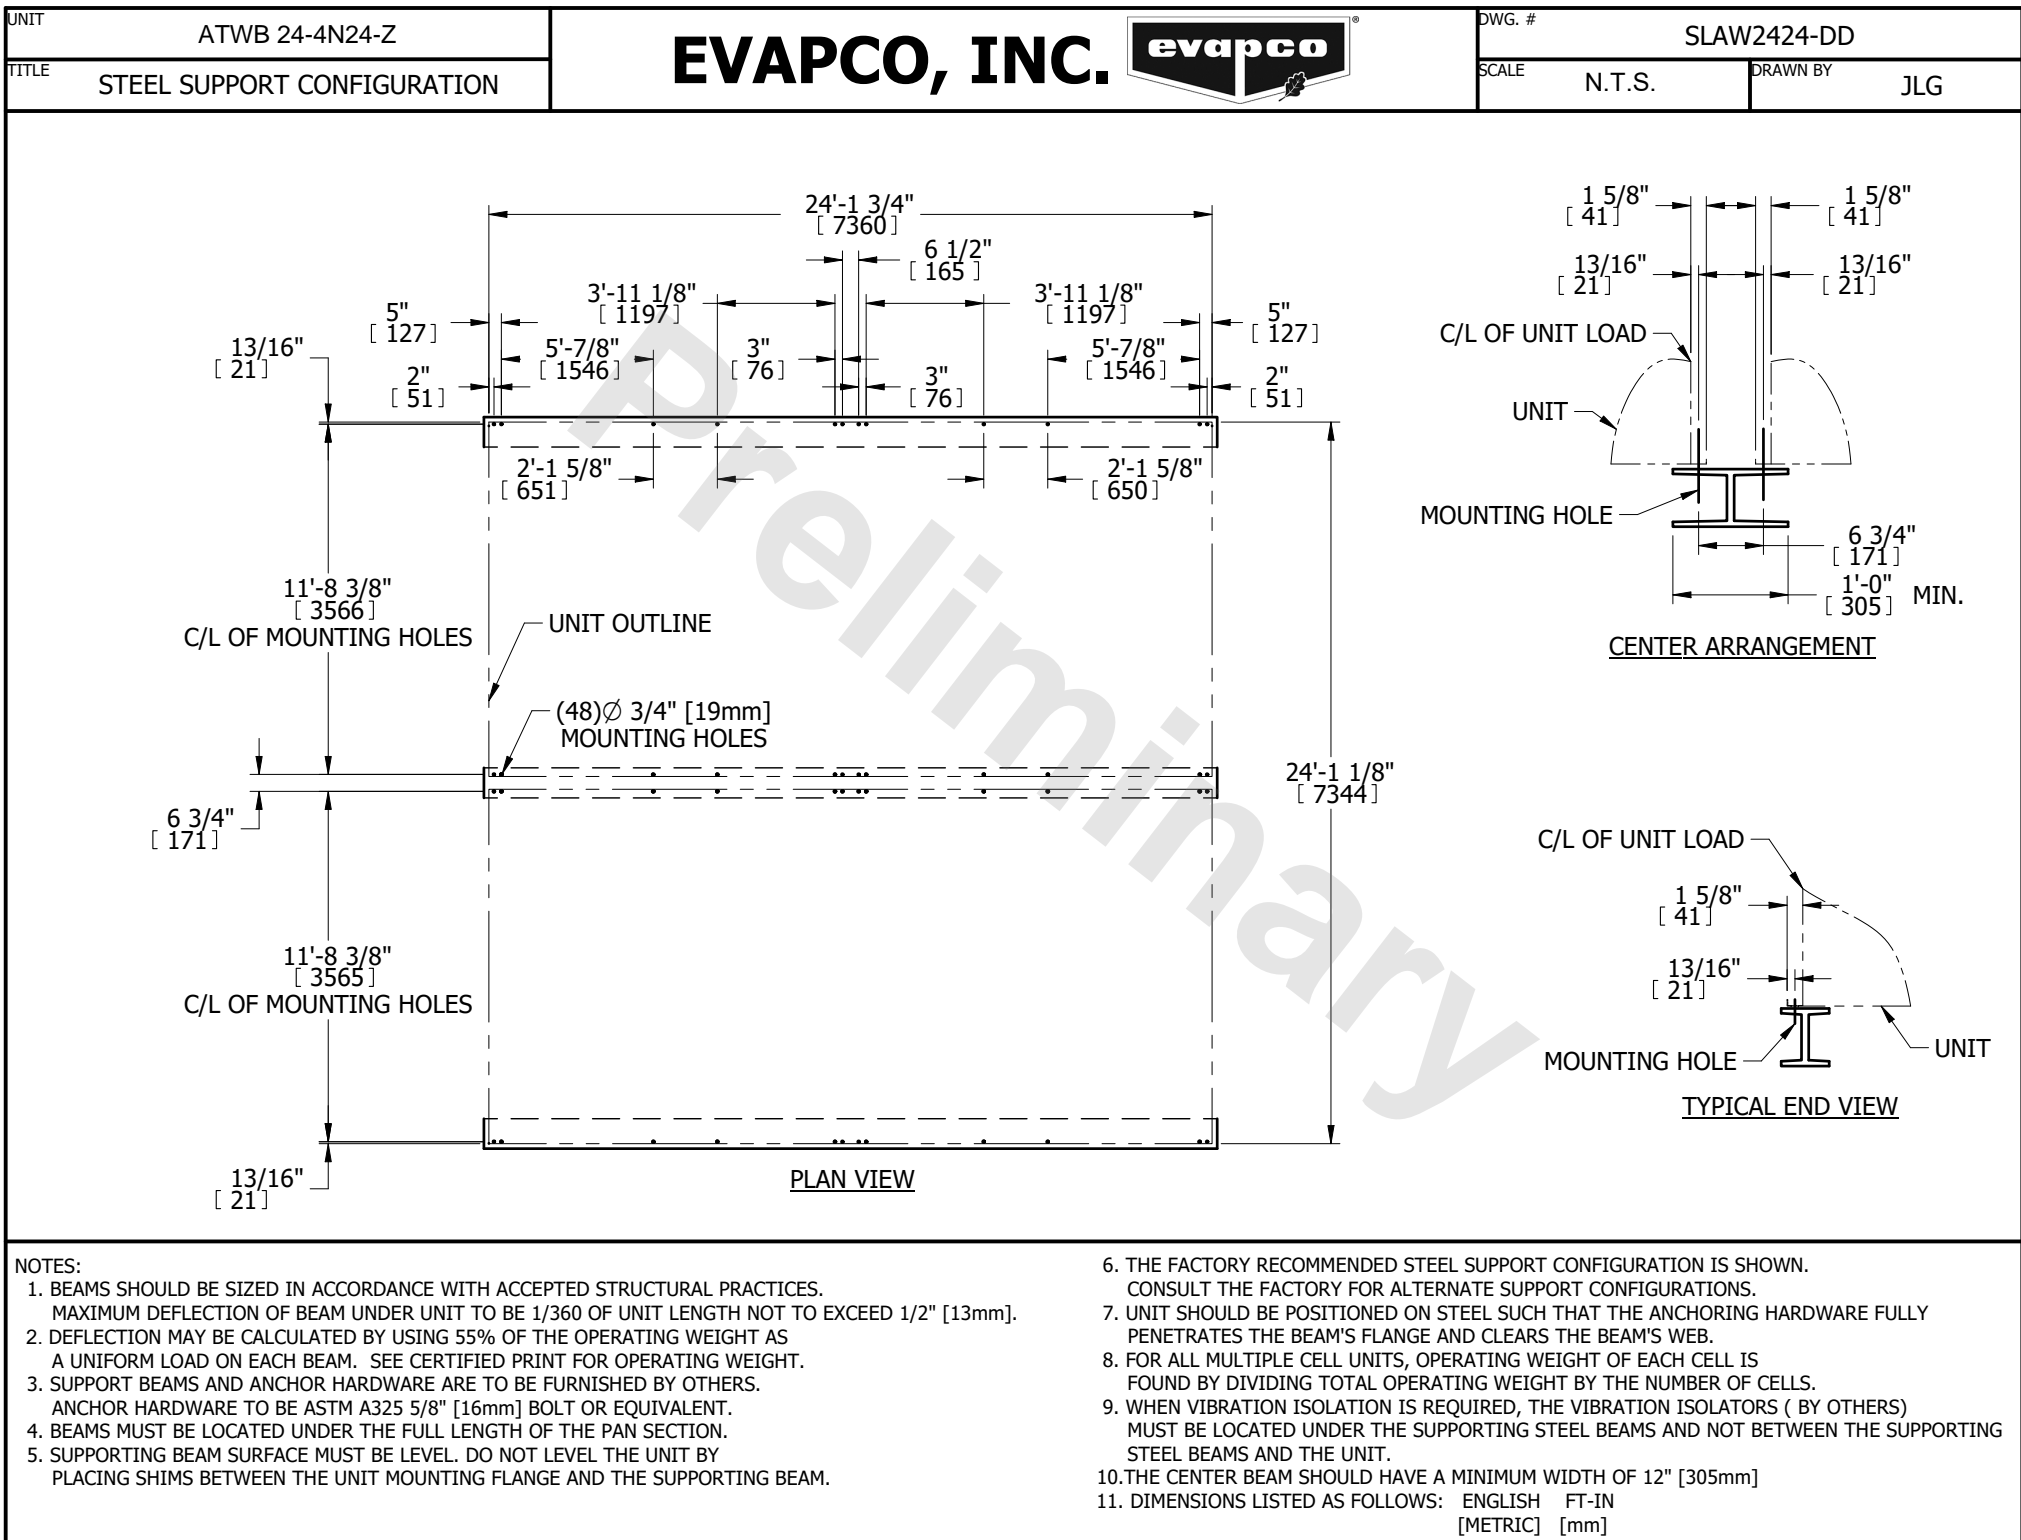 UNIT
ATWB 24-4N24-Z
TITLE
STEEL SUPPORT CONFIGURATION
EVAPCO, INC.
evapco
®
DWG. #
SLAW2424-DD
SCALE
N.T.S.
DRAWN BY
JLG
24'-1 3/4"
[ 7360 ]
6 1/2"
[ 165 ]
3'-11 1/8"
[ 1197 ]
3'-11 1/8"
[ 1197 ]
5"
[ 127 ]
5"
[ 127 ]
13/16"
[ 21 ]
5'-7/8"
[ 1546 ]
3"
[ 76 ]
5'-7/8"
[ 1546 ]
2"
[ 51 ]
3"
[ 76 ]
2"
[ 51 ]
2'-1 5/8"
[ 651 ]
2'-1 5/8"
[ 650 ]
11'-8 3/8"
[ 3566 ]
C/L OF MOUNTING HOLES
UNIT OUTLINE
(48)Ø 3/4" [19mm]
MOUNTING HOLES
6 3/4"
[ 171 ]
24'-1 1/8"
[ 7344 ]
11'-8 3/8"
[ 3565 ]
C/L OF MOUNTING HOLES
13/16"
[ 21 ]
PLAN VIEW
Preliminary
1 5/8"
[ 41 ]
1 5/8"
[ 41 ]
13/16"
[ 21 ]
13/16"
[ 21 ]
C/L OF UNIT LOAD
UNIT
MOUNTING HOLE
6 3/4"
[ 171 ]
1'-0"
[ 305 ] MIN.
CENTER ARRANGEMENT
C/L OF UNIT LOAD
1 5/8"
[ 41 ]
13/16"
[ 21 ]
MOUNTING HOLE
UNIT
TYPICAL END VIEW
NOTES:
1. BEAMS SHOULD BE SIZED IN ACCORDANCE WITH ACCEPTED STRUCTURAL PRACTICES.
MAXIMUM DEFLECTION OF BEAM UNDER UNIT TO BE 1/360 OF UNIT LENGTH NOT TO EXCEED 1/2" [13mm].
2. DEFLECTION MAY BE CALCULATED BY USING 55% OF THE OPERATING WEIGHT AS
A UNIFORM LOAD ON EACH BEAM. SEE CERTIFIED PRINT FOR OPERATING WEIGHT.
3. SUPPORT BEAMS AND ANCHOR HARDWARE ARE TO BE FURNISHED BY OTHERS.
ANCHOR HARDWARE TO BE ASTM A325 5/8" [16mm] BOLT OR EQUIVALENT.
4. BEAMS MUST BE LOCATED UNDER THE FULL LENGTH OF THE PAN SECTION.
5. SUPPORTING BEAM SURFACE MUST BE LEVEL. DO NOT LEVEL THE UNIT BY
PLACING SHIMS BETWEEN THE UNIT MOUNTING FLANGE AND THE SUPPORTING BEAM.
6. THE FACTORY RECOMMENDED STEEL SUPPORT CONFIGURATION IS SHOWN.
CONSULT THE FACTORY FOR ALTERNATE SUPPORT CONFIGURATIONS.
7. UNIT SHOULD BE POSITIONED ON STEEL SUCH THAT THE ANCHORING HARDWARE FULLY
PENETRATES THE BEAM'S FLANGE AND CLEARS THE BEAM'S WEB.
8. FOR ALL MULTIPLE CELL UNITS, OPERATING WEIGHT OF EACH CELL IS
FOUND BY DIVIDING TOTAL OPERATING WEIGHT BY THE NUMBER OF CELLS.
9. WHEN VIBRATION ISOLATION IS REQUIRED, THE VIBRATION ISOLATORS ( BY OTHERS)
MUST BE LOCATED UNDER THE SUPPORTING STEEL BEAMS AND NOT BETWEEN THE SUPPORTING
STEEL BEAMS AND THE UNIT.
10.THE CENTER BEAM SHOULD HAVE A MINIMUM WIDTH OF 12" [305mm]
11. DIMENSIONS LISTED AS FOLLOWS: ENGLISH FT-IN
[METRIC] [mm]